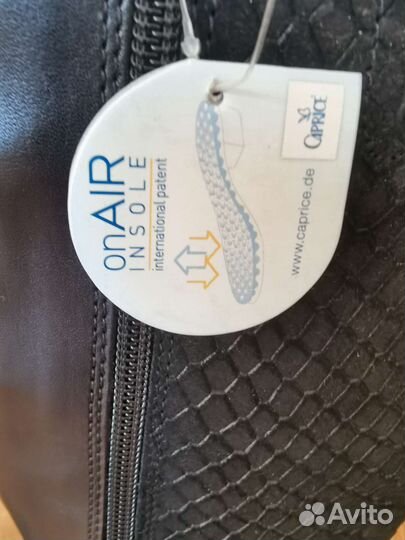 onAIR
INSOLE
international patent
CAPRICE
www.caprice.de
Avito